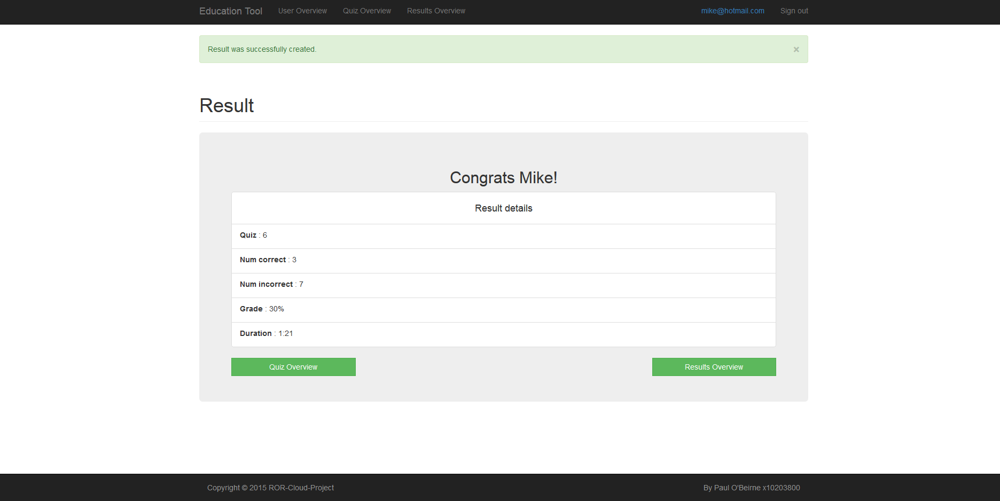 Education Tool User Overview Quiz Overview Results Overview mike@hotmail.com Sign out
Result was successfully created. ×
Result
Congrats Mike!
Result details
Quiz : 6
Num correct : 3
Num incorrect : 7
Grade : 30%
Duration : 1:21
Quiz Overview Results Overview
Copyright © 2015 ROR-Cloud-Project By Paul O'Beirne x10203800